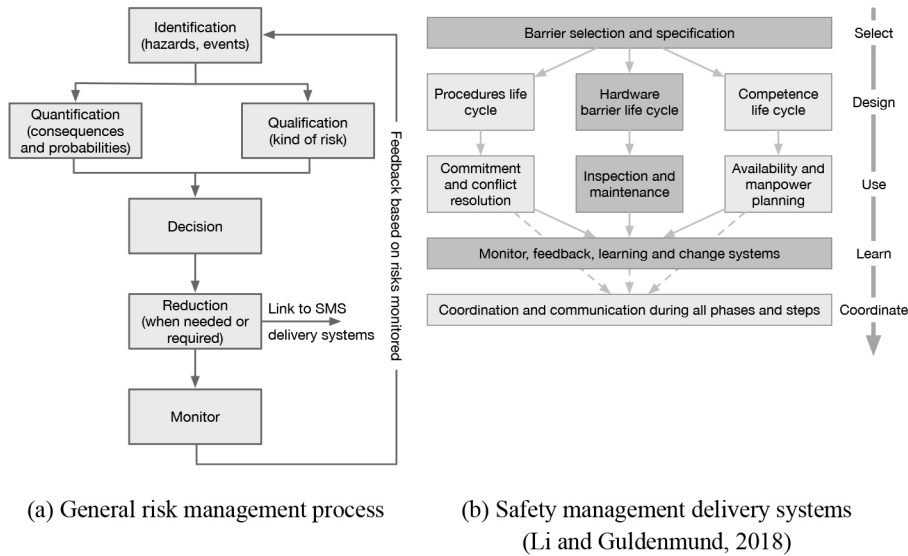 Identification
(hazards, events)
Quantification
(consequences
and probabilities)
Qualification
(kind of risk)
Decision
Reduction
(when needed or
required)
Link to SMS
delivery systems
Monitor
Feedback based on risks monitored
(a) General risk management process
Barrier selection and specification
Select
Procedures life
cycle
Hardware
barrier life cycle
Competence
life cycle
Design
Commitment
and conflict
resolution
Inspection and
maintenance
Availability and
manpower
planning
Use
Monitor, feedback, learning and change systems
Learn
Coordination and communication during all phases and steps
Coordinate
(b) Safety management delivery systems
(Li and Guldenmund, 2018)